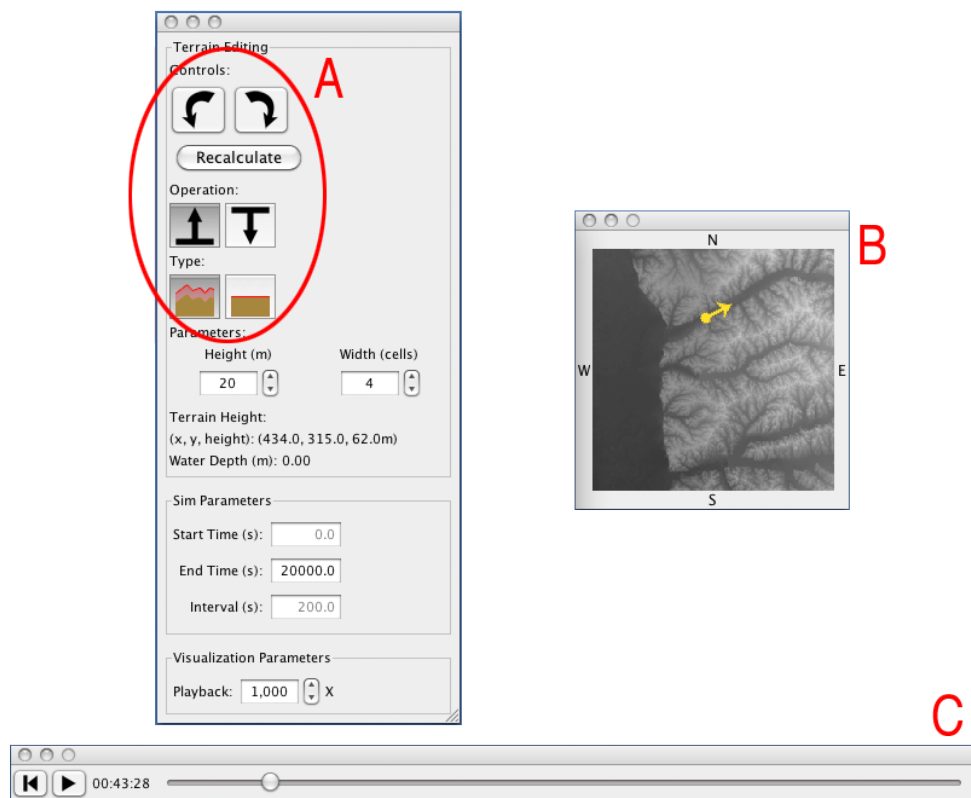 Terrain Editing
Controls:
A
Recalculate
Operation:
Type:
Parameters:
Height (m) Width (cells)
20 4
Terrain Height:
(x, y, height): (434.0, 315.0, 62.0m)
Water Depth (m): 0.00
Sim Parameters
Start Time (s): 0.0
End Time (s): 20000.0
Interval (s): 200.0
Visualization Parameters
Playback: 1,000 X
B
N
W E
S
C
00:43:28